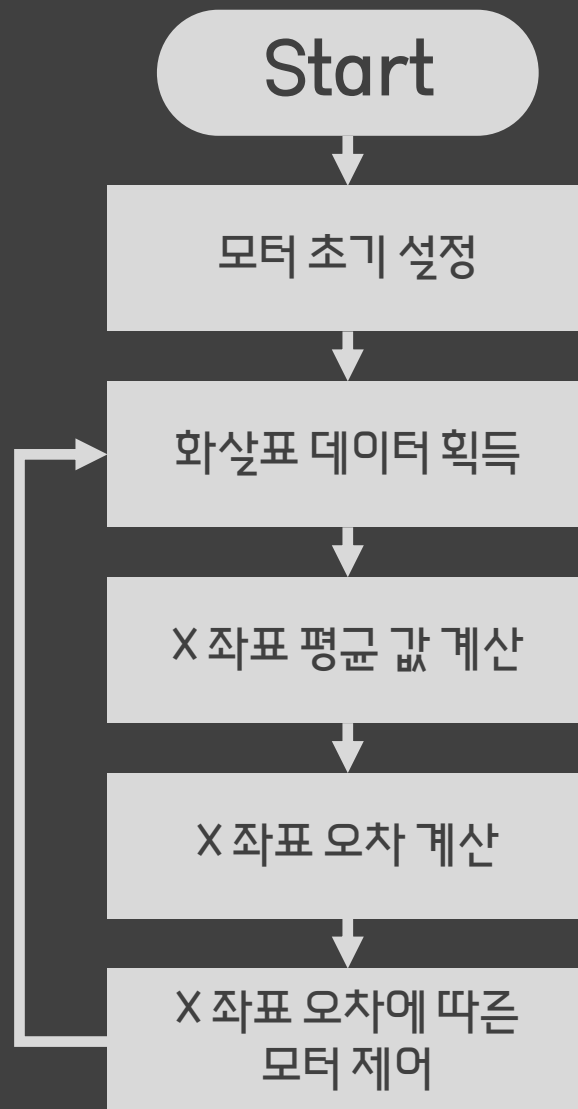 Start
모터 초기 설정
화살표 데이터 획득
X 좌표 평균 값 계산
X 좌표 오차 계산
X 좌표 오차에 따른
모터 제어